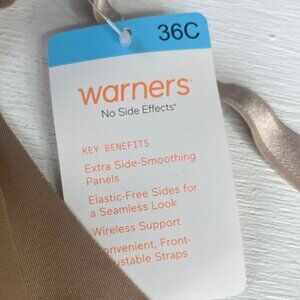 36C
warners®
No Side Effects®
KEY BENEFITS
Extra Side-Smoothing
Panels
Elastic-Free Sides for
a Seamless Look
Wireless Support
Front-
Straps